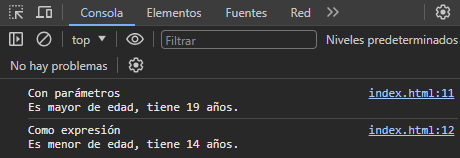 Consola Elementos Fuentes Red »
top ▼ Filtrar Niveles predeterminados
No hay problemas
Con parámetros index.html:11
Es mayor de edad, tiene 19 años.
Como expresión index.html:12
Es menor de edad, tiene 14 años.